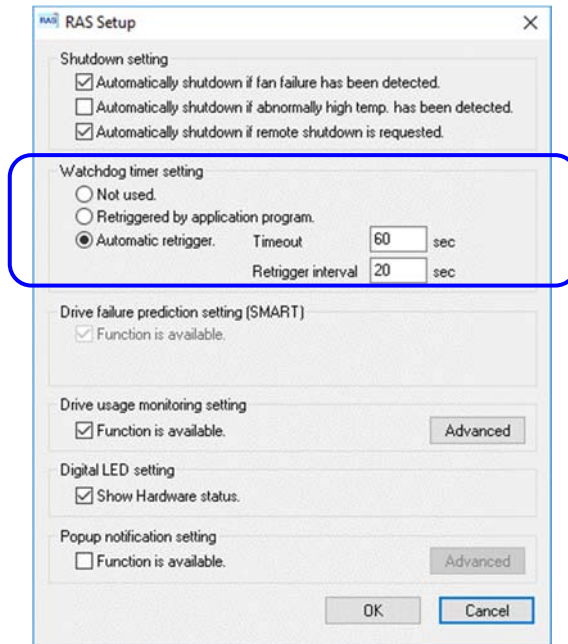 RAS RAS Setup
Shutdown setting
Automatically shutdown if fan failure has been detected.
Automatically shutdown if abnormally high temp. has been detected.
Automatically shutdown if remote shutdown is requested.
Watchdog timer setting
Not used.
Retriggered by application program.
Automatic retrigger. Timeout 60 sec
Retrigger interval 20 sec
Drive failure prediction setting (SMART)
Function is available.
Drive usage monitoring setting
Function is available. Advanced
Digital LED setting
Show Hardware status.
Popup notification setting
Function is available. Advanced
OK Cancel